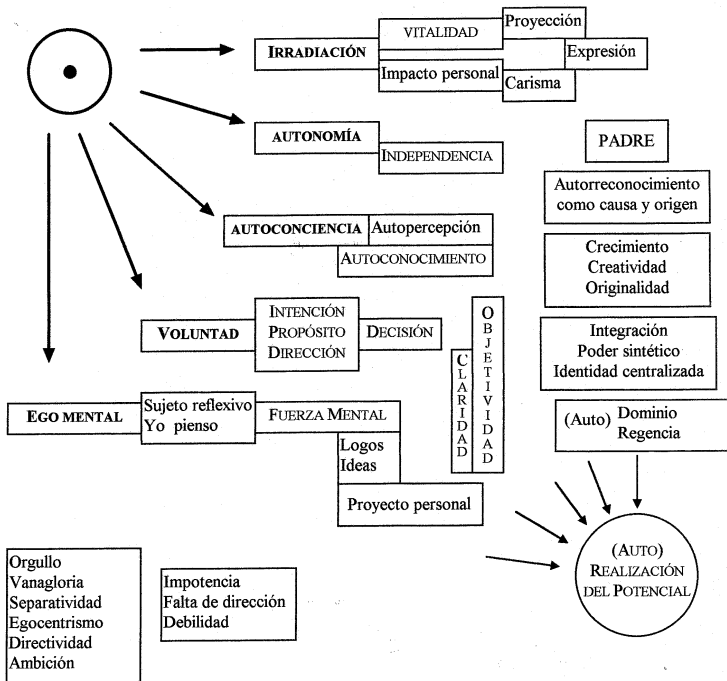 IRRADIACIÓN
VITALIDAD
Proyección
Expresión
Impacto personal
Carisma
AUTONOMÍA
INDEPENDENCIA
AUTOCONCIENCIA
Autopercepción
AUTOCONOCIMIENTO
VOLUNTAD
INTENCIÓN
PROPÓSITO
DIRECCIÓN
DECISIÓN
EGO MENTAL
Sujeto reflexivo
Yo pienso
FUERZA MENTAL
Logos
Ideas
Proyecto personal
CLARIDAD
OBJETIVIDAD
PADRE
Autorreconocimiento
como causa y origen
Crecimiento
Creatividad
Originalidad
Integración
Poder sintético
Identidad centralizada
(Auto) Dominio
Regencia
(AUTO)
REALIZACIÓN
DEL POTENCIAL
Orgullo
Vanagloria
Separatividad
Egocentrismo
Directividad
Ambición
Impotencia
Falta de dirección
Debilidad